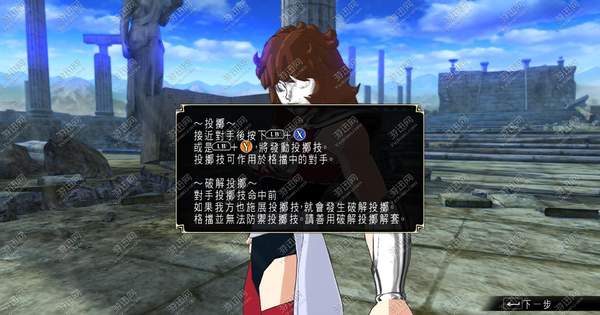 ～投擲～
接近對手後按下LB+X
或是LB+Y,將發動投擲技。
投擲技可作用於格擋中的對手。
～破解投擲～
對手投擲技命中前
如果我方也施展投擲技,就會發生破解投擲。
格擋並無法防禦投擲技。請善用破解投擲解套。
下一步